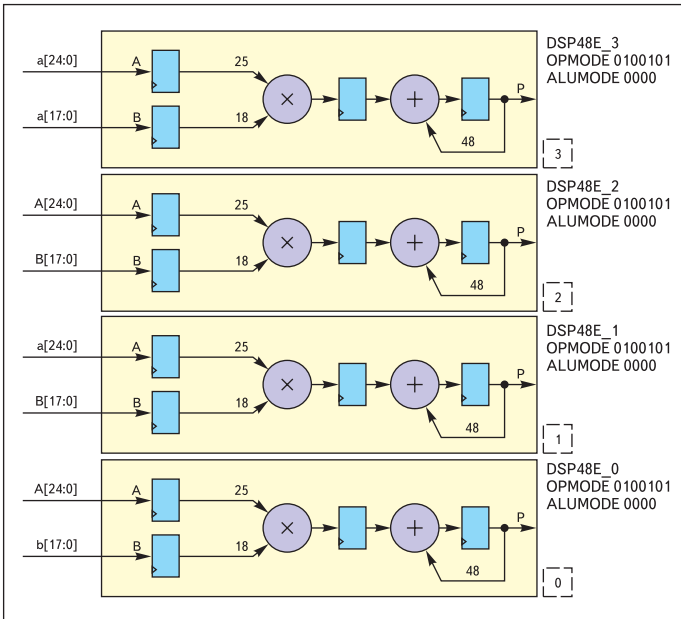 DSP48E_3
OPMODE 0100101
ALUMODE 0000
a[24:0]
A
25
a[17:0]
B
18
×
+
P
48
3
DSP48E_2
OPMODE 0100101
ALUMODE 0000
A[24:0]
A
25
B[17:0]
B
18
×
+
P
48
2
DSP48E_1
OPMODE 0100101
ALUMODE 0000
a[24:0]
A
25
B[17:0]
B
18
×
+
P
48
1
DSP48E_0
OPMODE 0100101
ALUMODE 0000
A[24:0]
A
25
b[17:0]
B
18
×
+
P
48
0